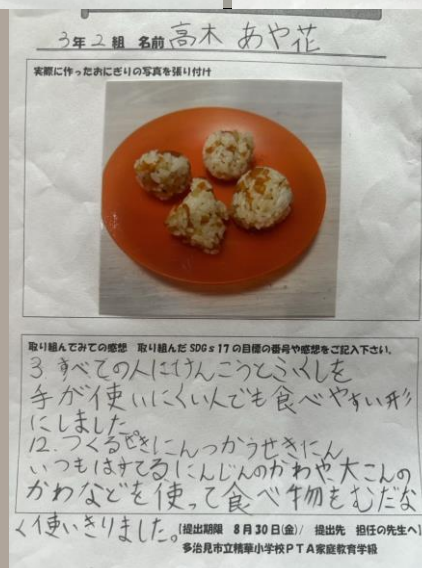 3年2組 名前 高木 あや花
実際に作ったおにぎりの写真を張り付け
取り組んでみての感想 取り組んだSDGs17の目標の番号や感想をご記入下さい。
3 すべての人にけんこうとふくしを
手が使いにくい人でも食べやすい形
にしました
12. つくるせきにんつかうせきにん
いつもはすてるにんじんのかわや、大こんの
かわなどを使って食べ物をむだな
く使いきりました。
【提出期限 8月30日(金)/ 提出先 担任の先生へ】
多治見市立精華小学校PTA家庭教育学級